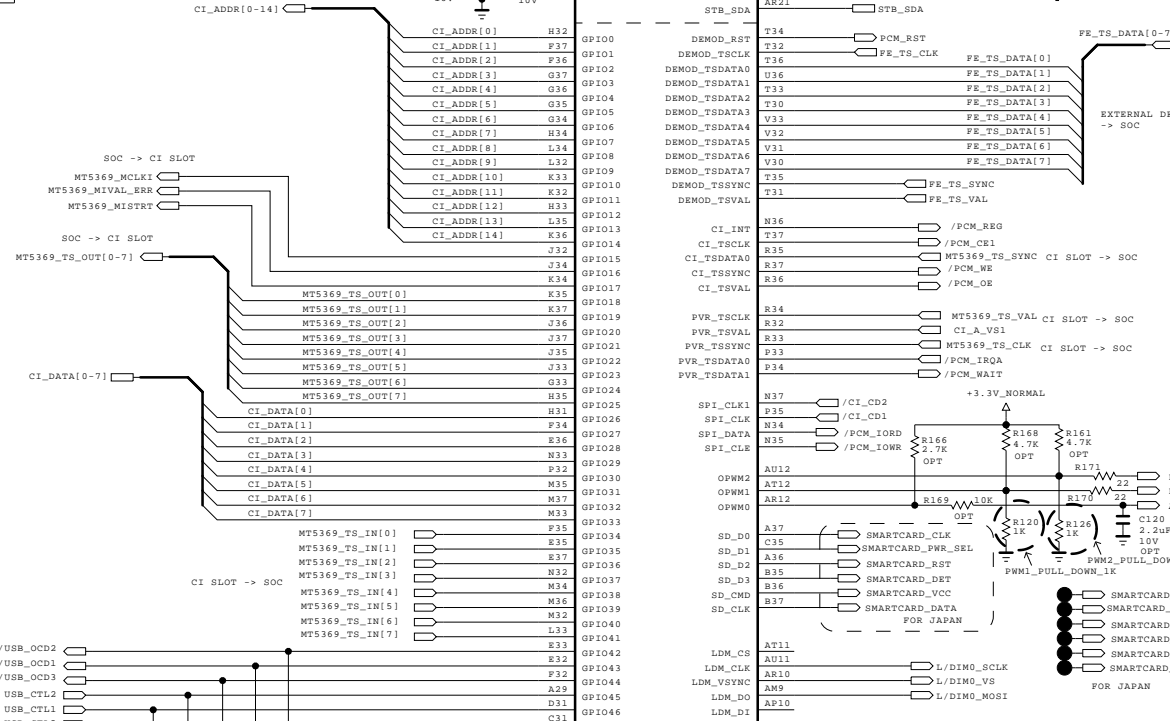 10V
AR21
CI_ADDR[0-14]
STB_SDA STB_SDA
CI_ADDR[0] H32 GPIO0
CI_ADDR[1] F37 GPIO1
CI_ADDR[2] F36 GPIO2
CI_ADDR[3] G37 GPIO3
CI_ADDR[4] G36 GPIO4
CI_ADDR[5] G35 GPIO5
CI_ADDR[6] G34 GPIO6
CI_ADDR[7] H34 GPIO7
CI_ADDR[8] L34 GPIO8
CI_ADDR[9] L32 GPIO9
CI_ADDR[10] K33 GPIO10
CI_ADDR[11] K32 GPIO11
CI_ADDR[12] H33 GPIO12
CI_ADDR[13] L35 GPIO13
CI_ADDR[14] K36 GPIO14
SOC -> CI SLOT
MT5369_MCLKI J32 GPIO15
MT5369_MIVAL_ERR J34 GPIO16
MT5369_MISTRT K34 GPIO17
SOC -> CI SLOT
MT5369_TS_OUT[0-7]
MT5369_TS_OUT[0] K35 GPIO18
MT5369_TS_OUT[1] K37 GPIO19
MT5369_TS_OUT[2] J36 GPIO20
MT5369_TS_OUT[3] J37 GPIO21
MT5369_TS_OUT[4] J35 GPIO22
MT5369_TS_OUT[5] J33 GPIO23
MT5369_TS_OUT[6] G33 GPIO24
MT5369_TS_OUT[7] H35 GPIO25
CI_DATA[0-7]
CI_DATA[0] H31 GPIO26
CI_DATA[1] F34 GPIO27
CI_DATA[2] E36 GPIO28
CI_DATA[3] N33 GPIO29
CI_DATA[4] P32 GPIO30
CI_DATA[5] M35 GPIO31
CI_DATA[6] M37 GPIO32
CI_DATA[7] M33 GPIO33
MT5369_TS_IN[0] F35 GPIO34
MT5369_TS_IN[1] E35 GPIO35
MT5369_TS_IN[2] E37 GPIO36
MT5369_TS_IN[3] N32 GPIO37
CI SLOT -> SOC
MT5369_TS_IN[4] M34 GPIO38
MT5369_TS_IN[5] M36 GPIO39
MT5369_TS_IN[6] M32 GPIO40
MT5369_TS_IN[7] L33 GPIO41
/USB_OCD2 E33 GPIO42
/USB_OCD1 E32 GPIO43
/USB_OCD3 F32 GPIO44
USB_CTL2 A29 GPIO45
USB_CTL1 D31 GPIO46
C31
DEMOD_RST T34 PCM_RST
DEMOD_TSCLK T32 FE_TS_CLK
FE_TS_DATA[0-7
DEMOD_TSDATA0 T36 FE_TS_DATA[0]
DEMOD_TSDATA1 U36 FE_TS_DATA[1]
DEMOD_TSDATA2 T33 FE_TS_DATA[2]
DEMOD_TSDATA3 T30 FE_TS_DATA[3]
DEMOD_TSDATA4 V33 FE_TS_DATA[4]
DEMOD_TSDATA5 V32 FE_TS_DATA[5]
DEMOD_TSDATA6 V31 FE_TS_DATA[6]
DEMOD_TSDATA7 V30 FE_TS_DATA[7]
EXTERNAL DE
-> SOC
DEMOD_TSSYNC T35 FE_TS_SYNC
DEMOD_TSVAL T31 FE_TS_VAL
CI_INT N36 /PCM_REG
CI_TSCLK T37 /PCM_CE1
CI_TSDATA0 R35 MT5369_TS_SYNC CI SLOT -> SOC
CI_TSSYNC R37 /PCM_WE
CI_TSVAL R36 /PCM_OE
PVR_TSCLK R34 MT5369_TS_VAL CI SLOT -> SOC
PVR_TSVAL R32 CI_A_VS1
PVR_TSSYNC R33 MT5369_TS_CLK CI SLOT -> SOC
PVR_TSDATA0 P33 /PCM_IRQA
PVR_TSDATA1 P34 /PCM_WAIT
SPI_CLK1 N37 /CI_CD2
SPI_CLK P35 /CI_CD1
SPI_DATA N34 /PCM_IORD
SPI_CLE N35 /PCM_IOWR
+3.3V_NORMAL
R166
2.7K
OPT
R168
4.7K
OPT
R161
4.7K
OPT
OPWM2 AU12 R171 22
OPWM1 AT12 R170 22
OPWM0 AR12 R169 10K
OPT
R120
1K
R126
1K
C120
2.2uF
10V
OPT
PWM1_PULL_DOWN_1K
PWM2_PULL_DOW
SD_D0 A37 SMARTCARD_CLK
SD_D1 C35 SMARTCARD_PWR_SEL
SD_D2 A36 SMARTCARD_RST
SD_D3 B35 SMARTCARD_DET
SD_CMD B36 SMARTCARD_VCC
SD_CLK B37 SMARTCARD_DATA
FOR JAPAN
SMARTCARD
SMARTCARD_
SMARTCARD
SMARTCARD
SMARTCARD
SMARTCARD
FOR JAPAN
LDM_CS AT11
LDM_CLK AU11 L/DIM0_SCLK
LDM_VSYNC AR10 L/DIM0_VS
LDM_DO AM9 L/DIM0_MOSI
LDM_DI AP10